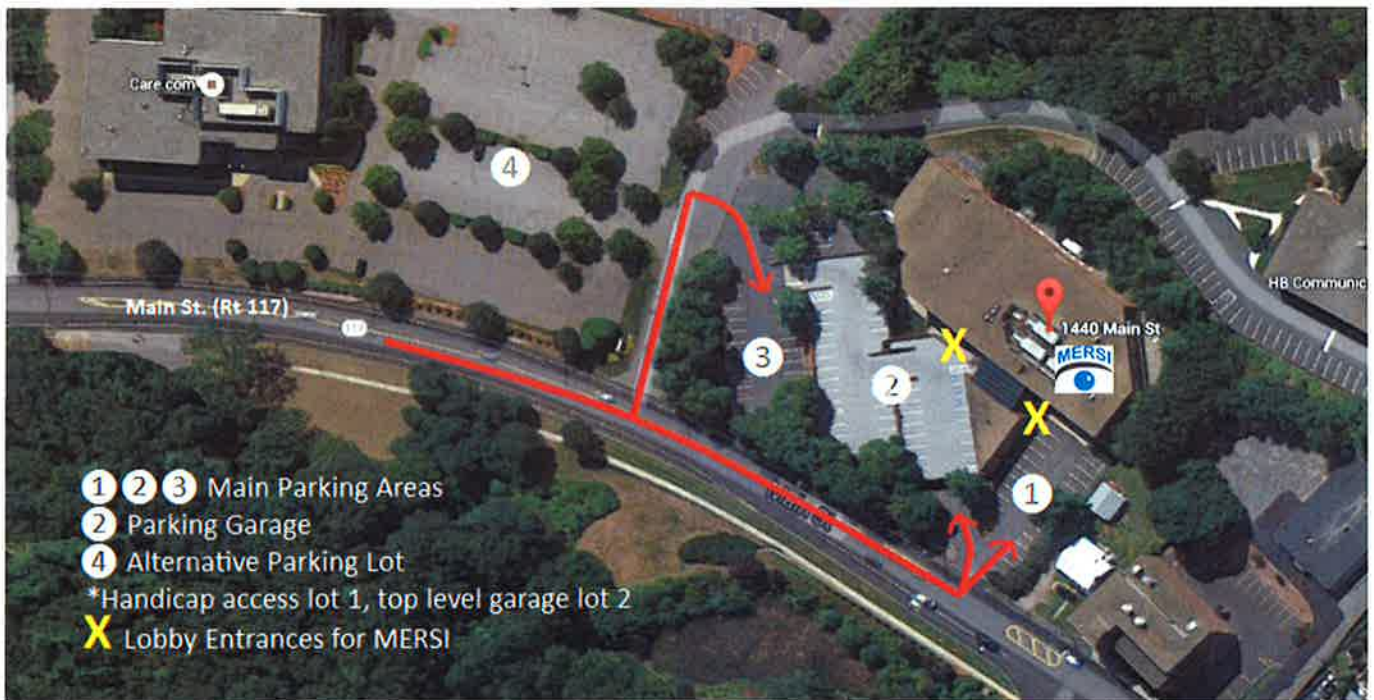 Care.com
4
Main St. (Rt 117)
117
HB Communic
1440 Main St
MERSI
3
2
1
1 2 3 Main Parking Areas
2 Parking Garage
4 Alternative Parking Lot
*Handicap access lot 1, top level garage lot 2
X Lobby Entrances for MERSI
X
X